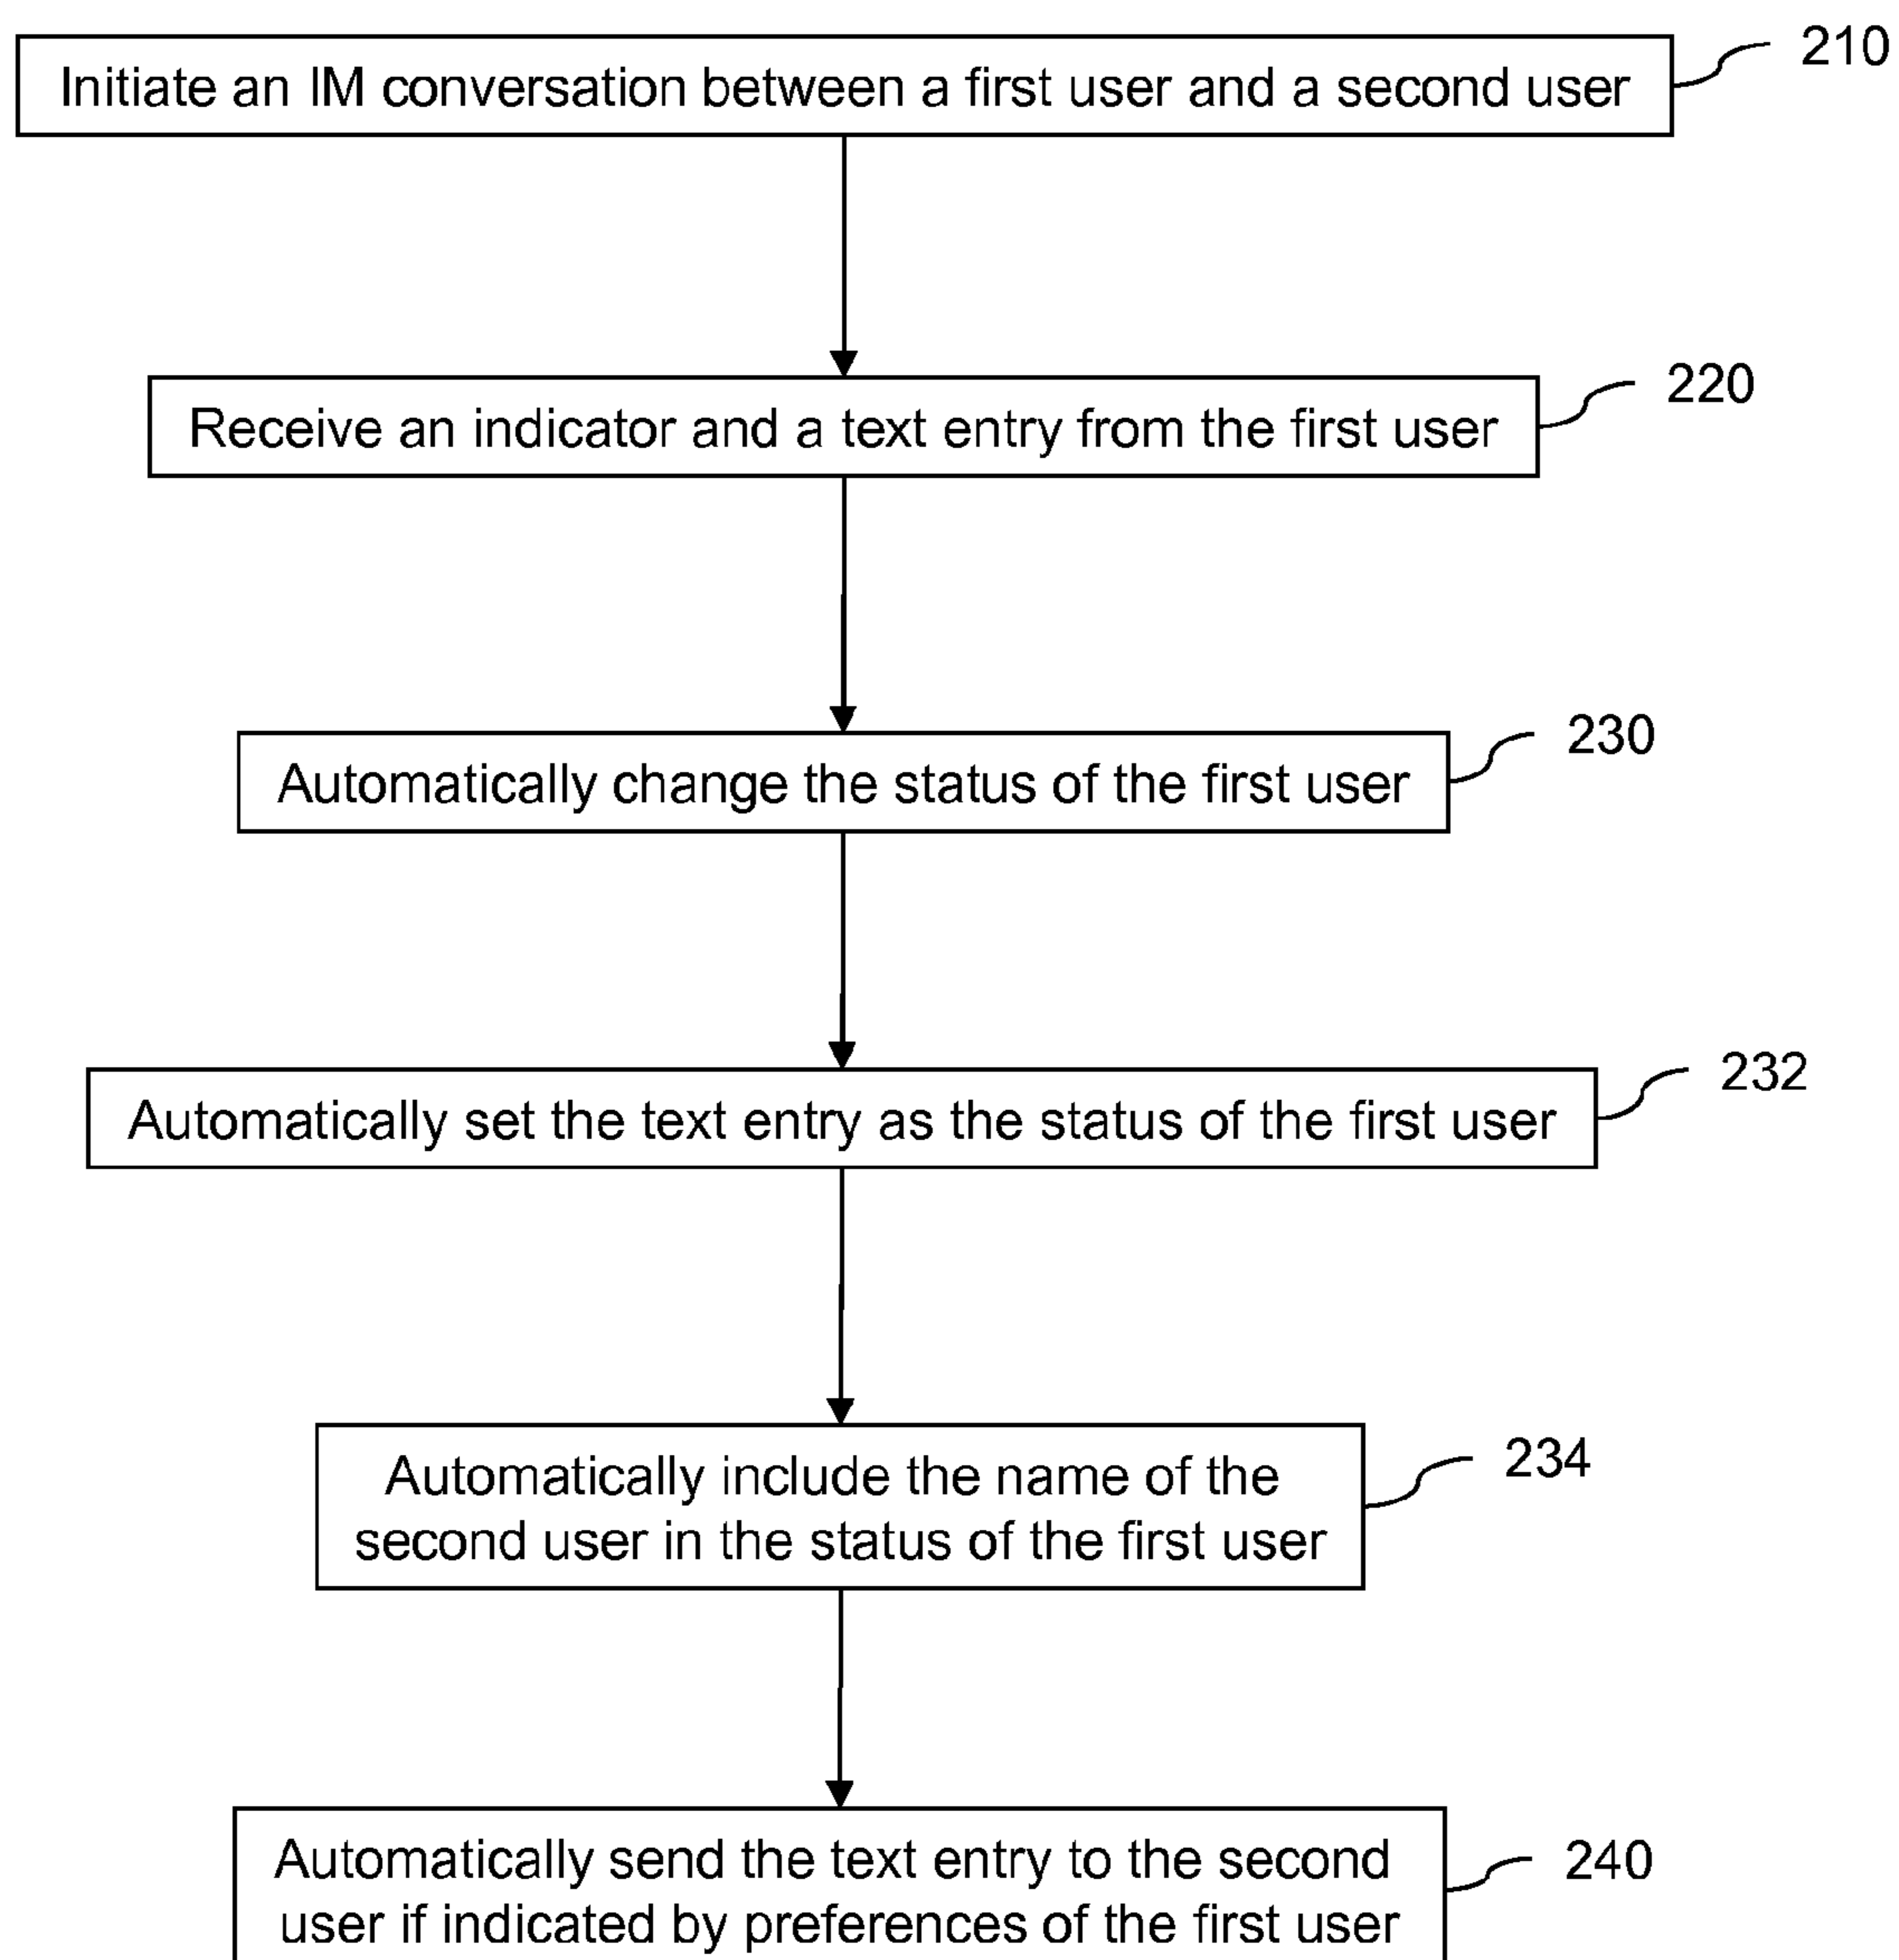 210
Initiate an IM conversation between a first user and a second user
220
Receive an indicator and a text entry from the first user
230
Automatically change the status of the first user
232
Automatically set the text entry as the status of the first user
234
Automatically include the name of the
second user in the status of the first user
240
Automatically send the text entry to the second
user if indicated by preferences of the first user